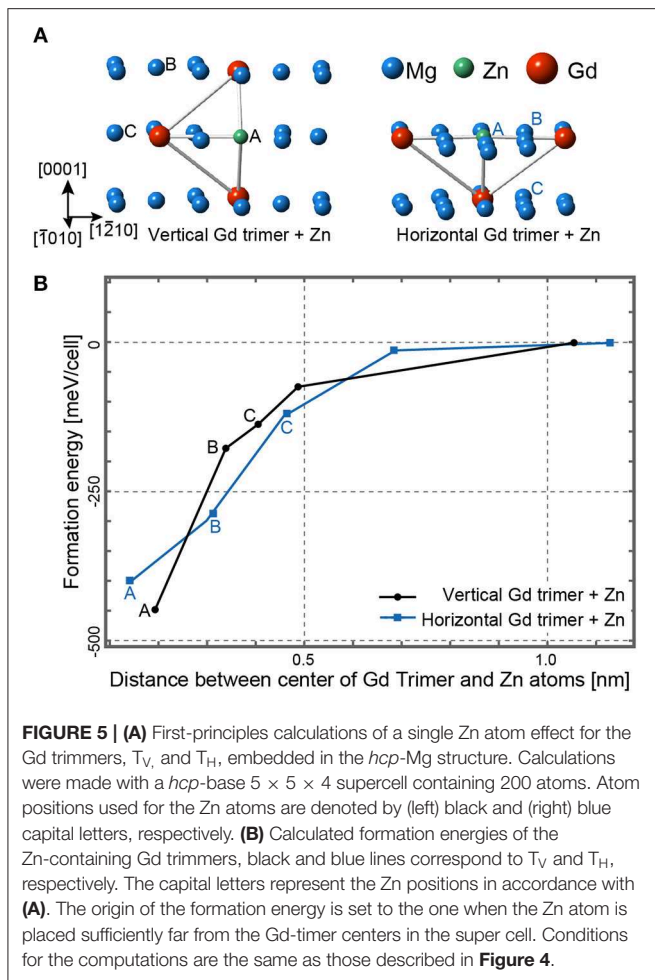 A
B
C
A
Mg
Zn
Gd
A
B
C
[0001]
[1̄010]
[12̄10]
Vertical Gd trimer + Zn
Horizontal Gd trimer + Zn
B
Formation energy [meV/cell]
0
-250
-500
A
B
C
A
B
C
Vertical Gd trimer + Zn
Horizontal Gd trimer + Zn
0.5
1.0
Distance between center of Gd Trimer and Zn atoms [nm]
FIGURE 5 | (A) First-principles calculations of a single Zn atom effect for the
Gd trimmers, TV, and TH, embedded in the hcp-Mg structure. Calculations
were made with a hcp-base 5 × 5 × 4 supercell containing 200 atoms. Atom
positions used for the Zn atoms are denoted by (left) black and (right) blue
capital letters, respectively. (B) Calculated formation energies of the
Zn-containing Gd trimmers, black and blue lines correspond to TV and TH,
respectively. The capital letters represent the Zn positions in accordance with
(A). The origin of the formation energy is set to the one when the Zn atom is
placed sufficiently far from the Gd-timer centers in the super cell. Conditions
for the computations are the same as those described in Figure 4.